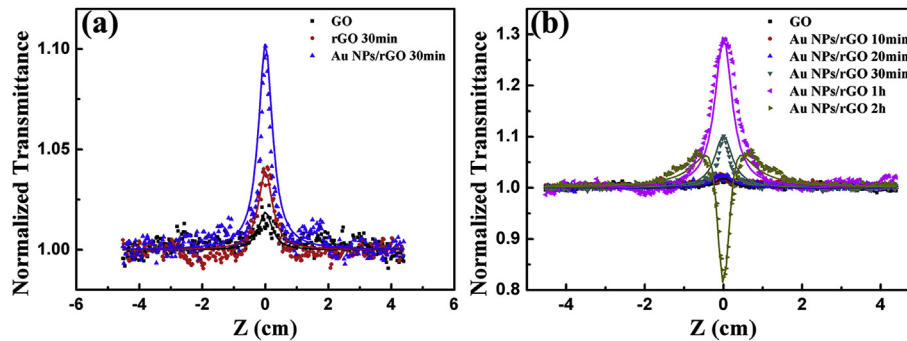 (a)
GO
rGO 30min
Au NPs/rGO 30min
1.10
1.05
1.00
Normalized Transmittance
-6 -4 -2 0 2 4 6
Z (cm)
(b)
GO
Au NPs/rGO 10min
Au NPs/rGO 20min
Au NPs/rGO 30min
Au NPs/rGO 1h
Au NPs/rGO 2h
1.3
1.2
1.1
1.0
0.9
0.8
Normalized Transmittance
-4 -2 0 2 4
Z (cm)